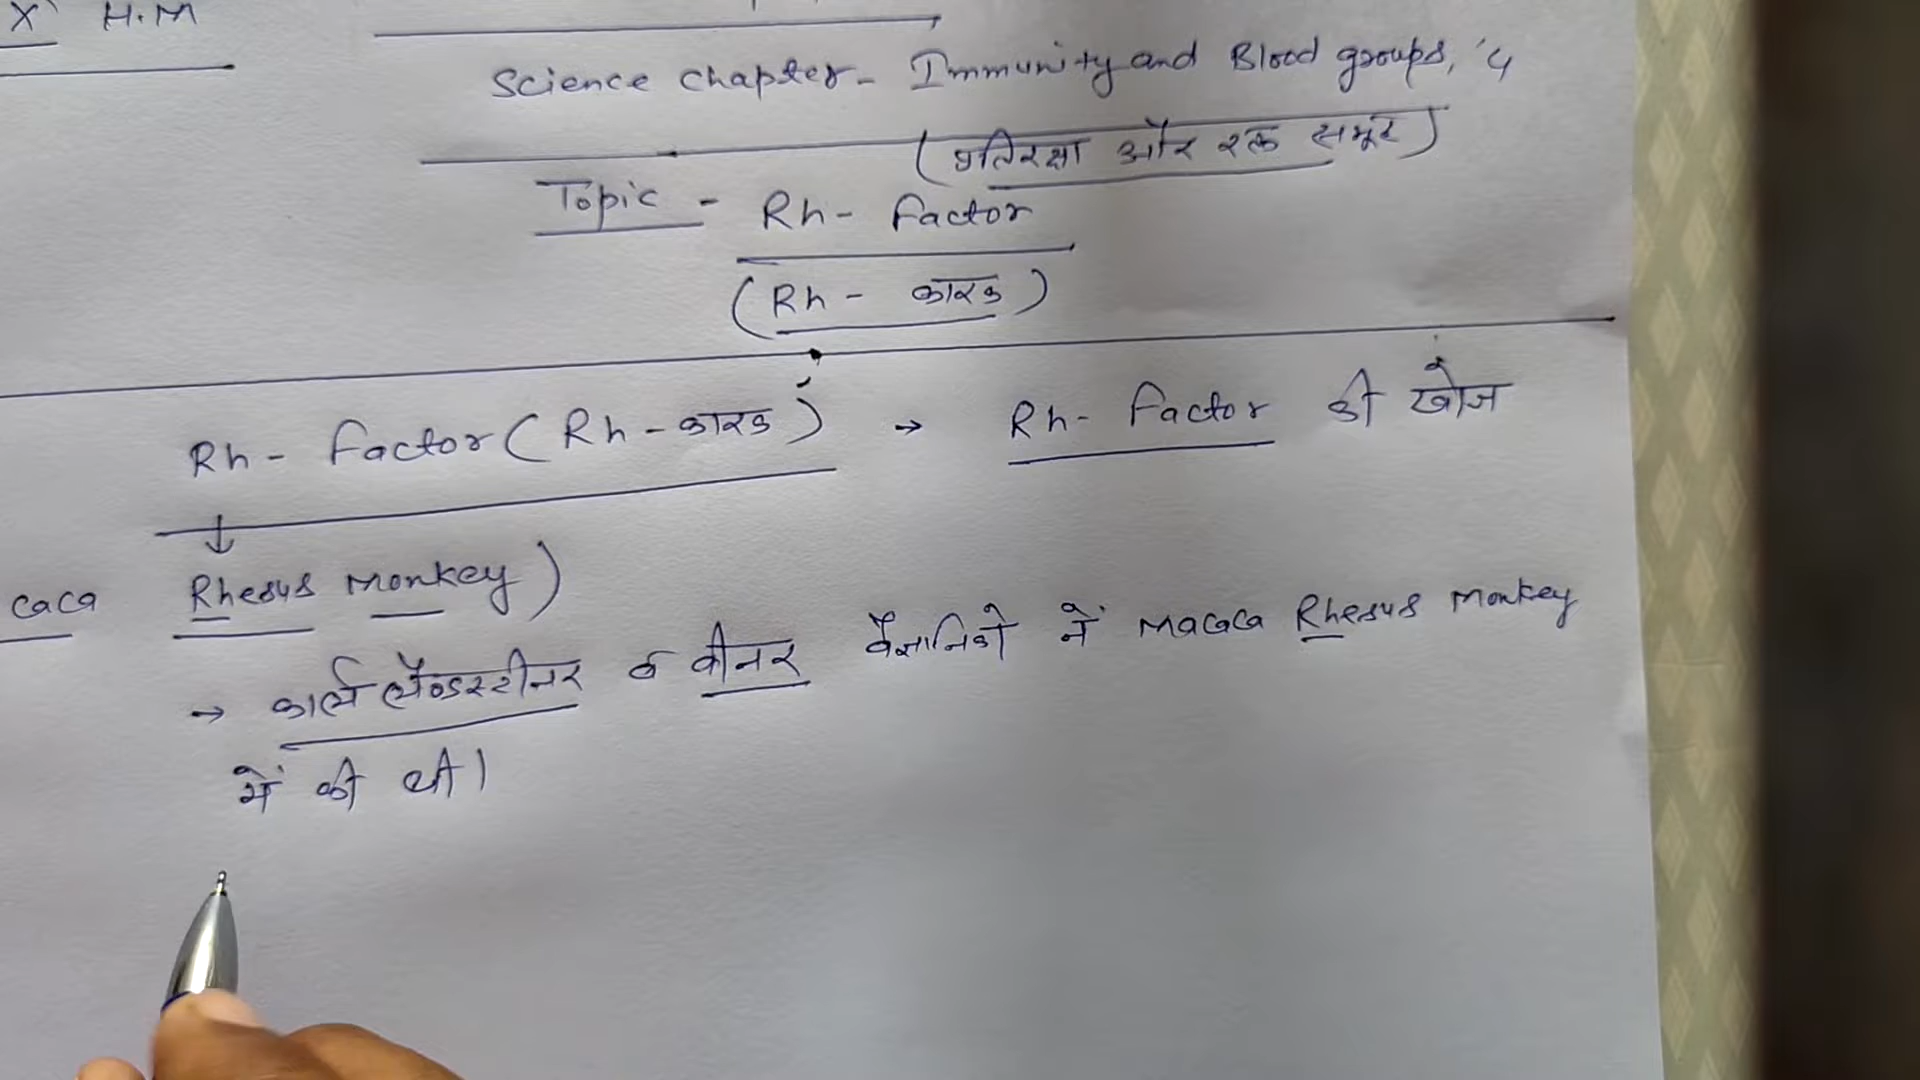 X H.M
Science Chapter- Immunity and Blood groups, '4
(प्रतिरक्षा और रक्त समूह)
Topic - Rh- factor
(Rh- कारक)
Rh- factor (Rh-कारक) → Rh- factor की खोज
caca Rhesus Monkey)
→ कार्ल लैण्डस्टीनर व वीनर वैज्ञानिको ने Macaca Rhesus Monkey
में की थी।